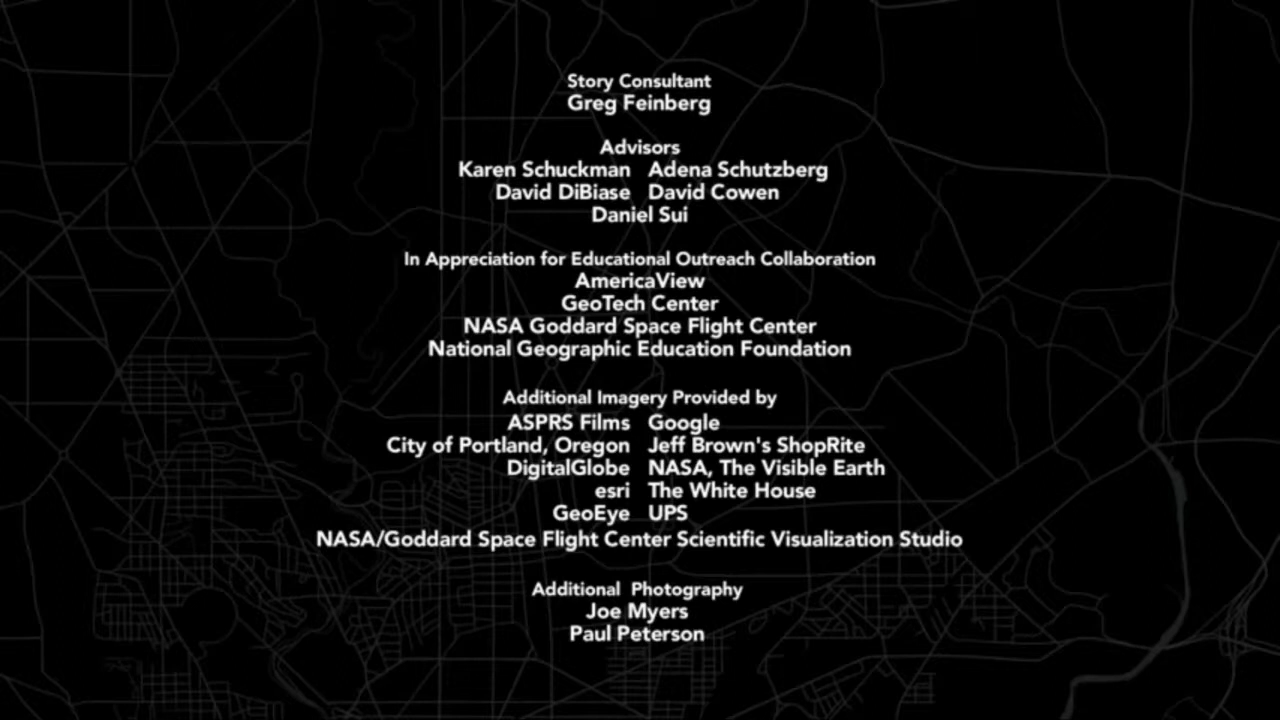 Story Consultant
Greg Feinberg
Advisors
Karen Schuckman Adena Schutzberg
David DiBiase David Cowen
Daniel Sui
In Appreciation for Educational Outreach Collaboration
AmericaView
GeoTech Center
NASA Goddard Space Flight Center
National Geographic Education Foundation
Additional Imagery Provided by
ASPRS Films Google
City of Portland, Oregon Jeff Brown's ShopRite
DigitalGlobe NASA, The Visible Earth
esri The White House
GeoEye UPS
NASA/Goddard Space Flight Center Scientific Visualization Studio
Additional Photography
Joe Myers
Paul Peterson